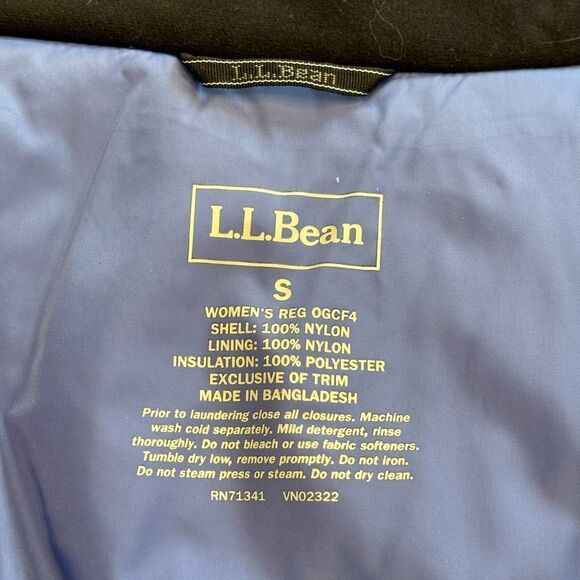 L.L.Bean
L.L.Bean
S
WOMEN'S REG OGCF4
SHELL: 100% NYLON
LINING: 100% NYLON
INSULATION: 100% POLYESTER
EXCLUSIVE OF TRIM
MADE IN BANGLADESH
Prior to laundering close all closures. Machine
wash cold separately. Mild detergent, rinse
thoroughly. Do not bleach or use fabric softeners.
Tumble dry low, remove promptly. Do not iron.
Do not steam press or steam. Do not dry clean.
RN71341 VN02322